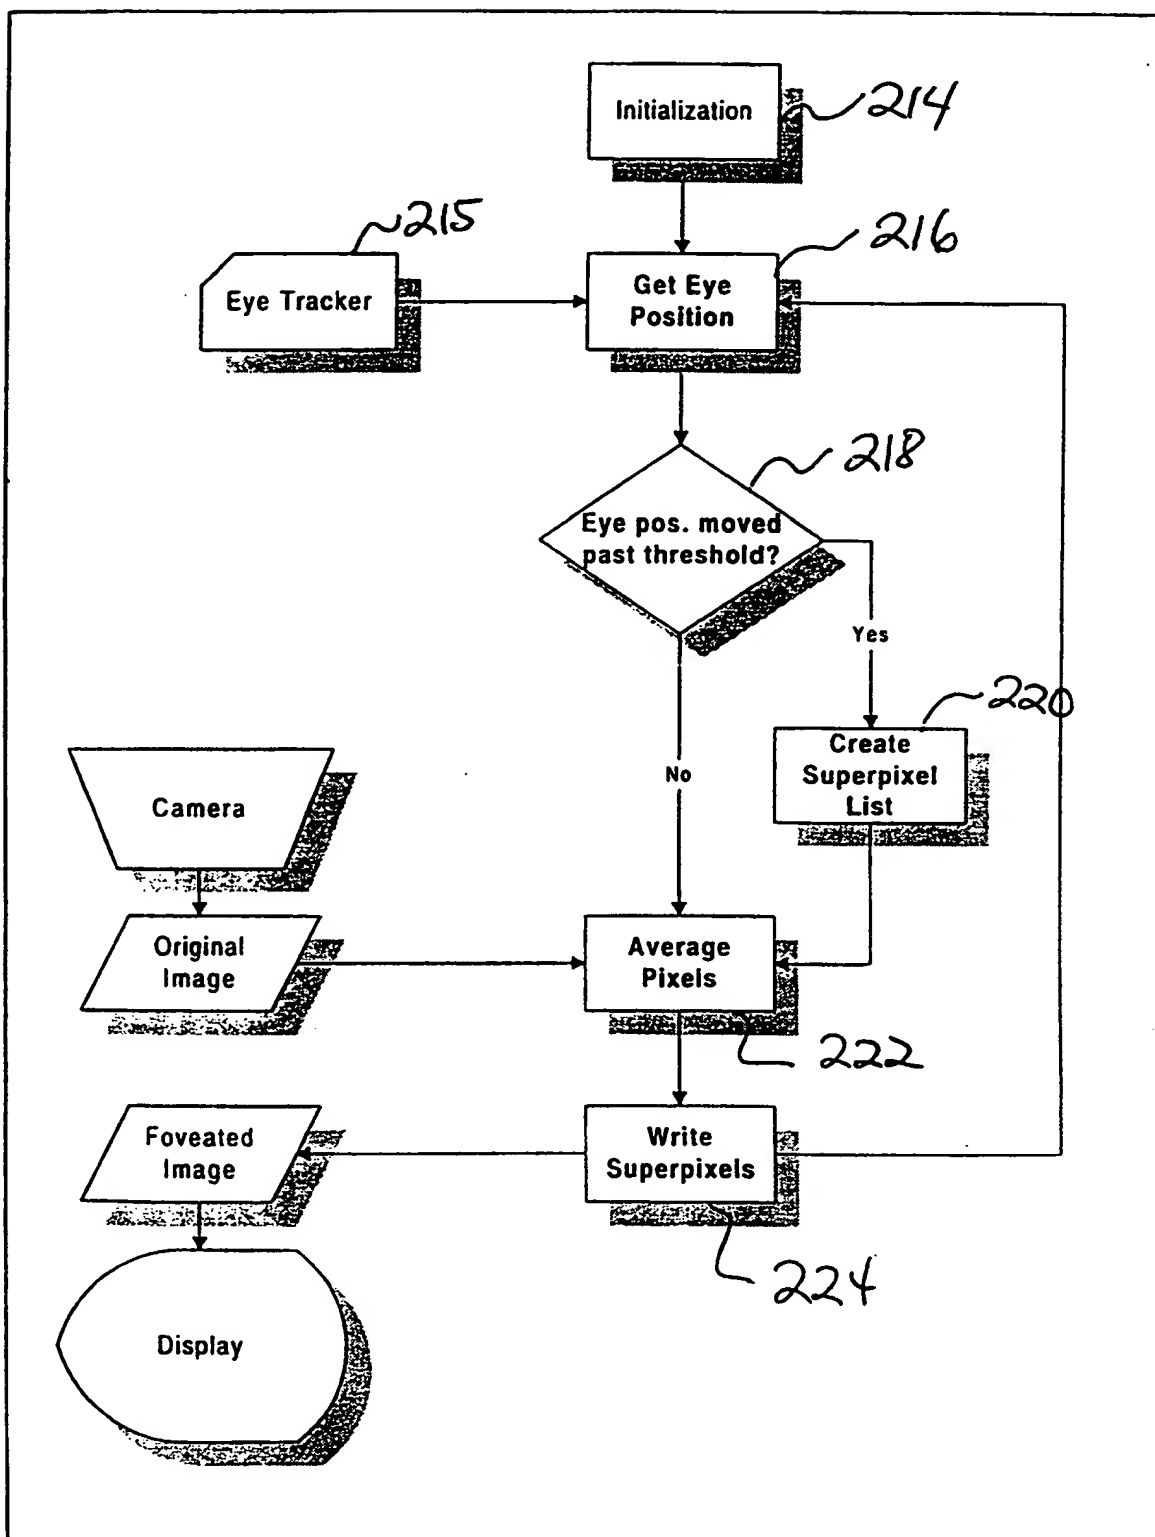 Initialization
214
215
216
Eye Tracker
Get Eye
Position
218
Eye pos. moved
past threshold?
Yes
220
Create
Superpixel
List
No
Camera
Original
Image
Average
Pixels
222
Foveated
Image
Write
Superpixels
224
Display